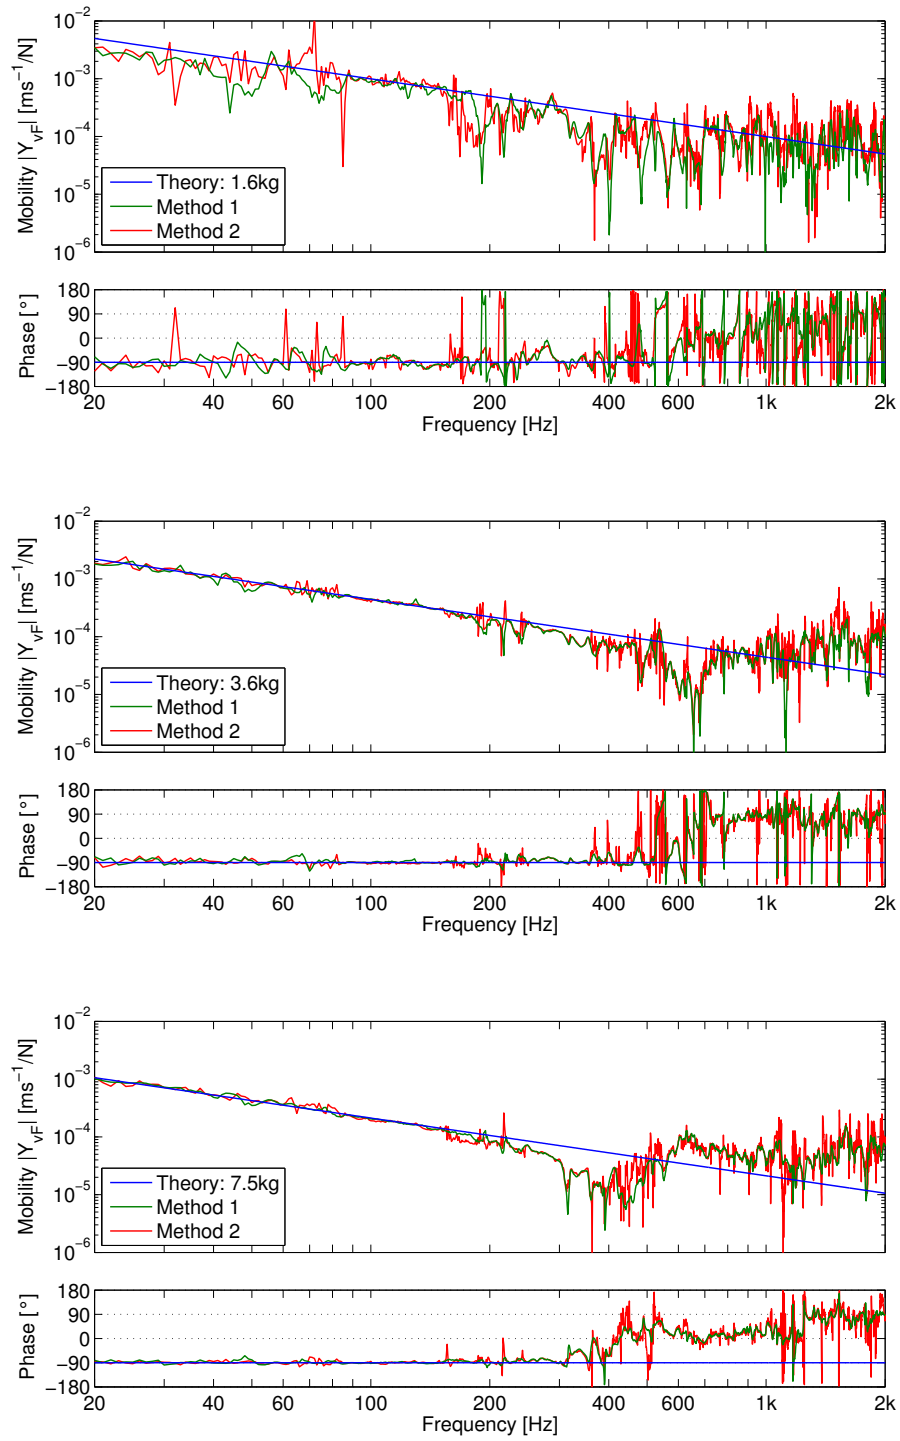 10⁻²
10⁻³
10⁻⁴
10⁻⁵
10⁻⁶
Mobility |Y_vF| [ms⁻¹/N]
Theory: 1.6kg
Method 1
Method 2
180
90
0
−90
−180
Phase [°]
20 40 100 200 400 600 1k 2k
Frequency [Hz]
10⁻²
10⁻³
10⁻⁴
10⁻⁵
10⁻⁶
Mobility |Y_vF| [ms⁻¹/N]
Theory: 3.6kg
Method 1
Method 2
180
90
0
−90
−180
Phase [°]
20 40 100 200 400 600 1k 2k
Frequency [Hz]
10⁻²
10⁻³
10⁻⁴
10⁻⁵
10⁻⁶
Mobility |Y_vF| [ms⁻¹/N]
Theory: 7.5kg
Method 1
Method 2
180
90
0
−90
−180
Phase [°]
20 40 100 200 400 600 1k 2k
Frequency [Hz]